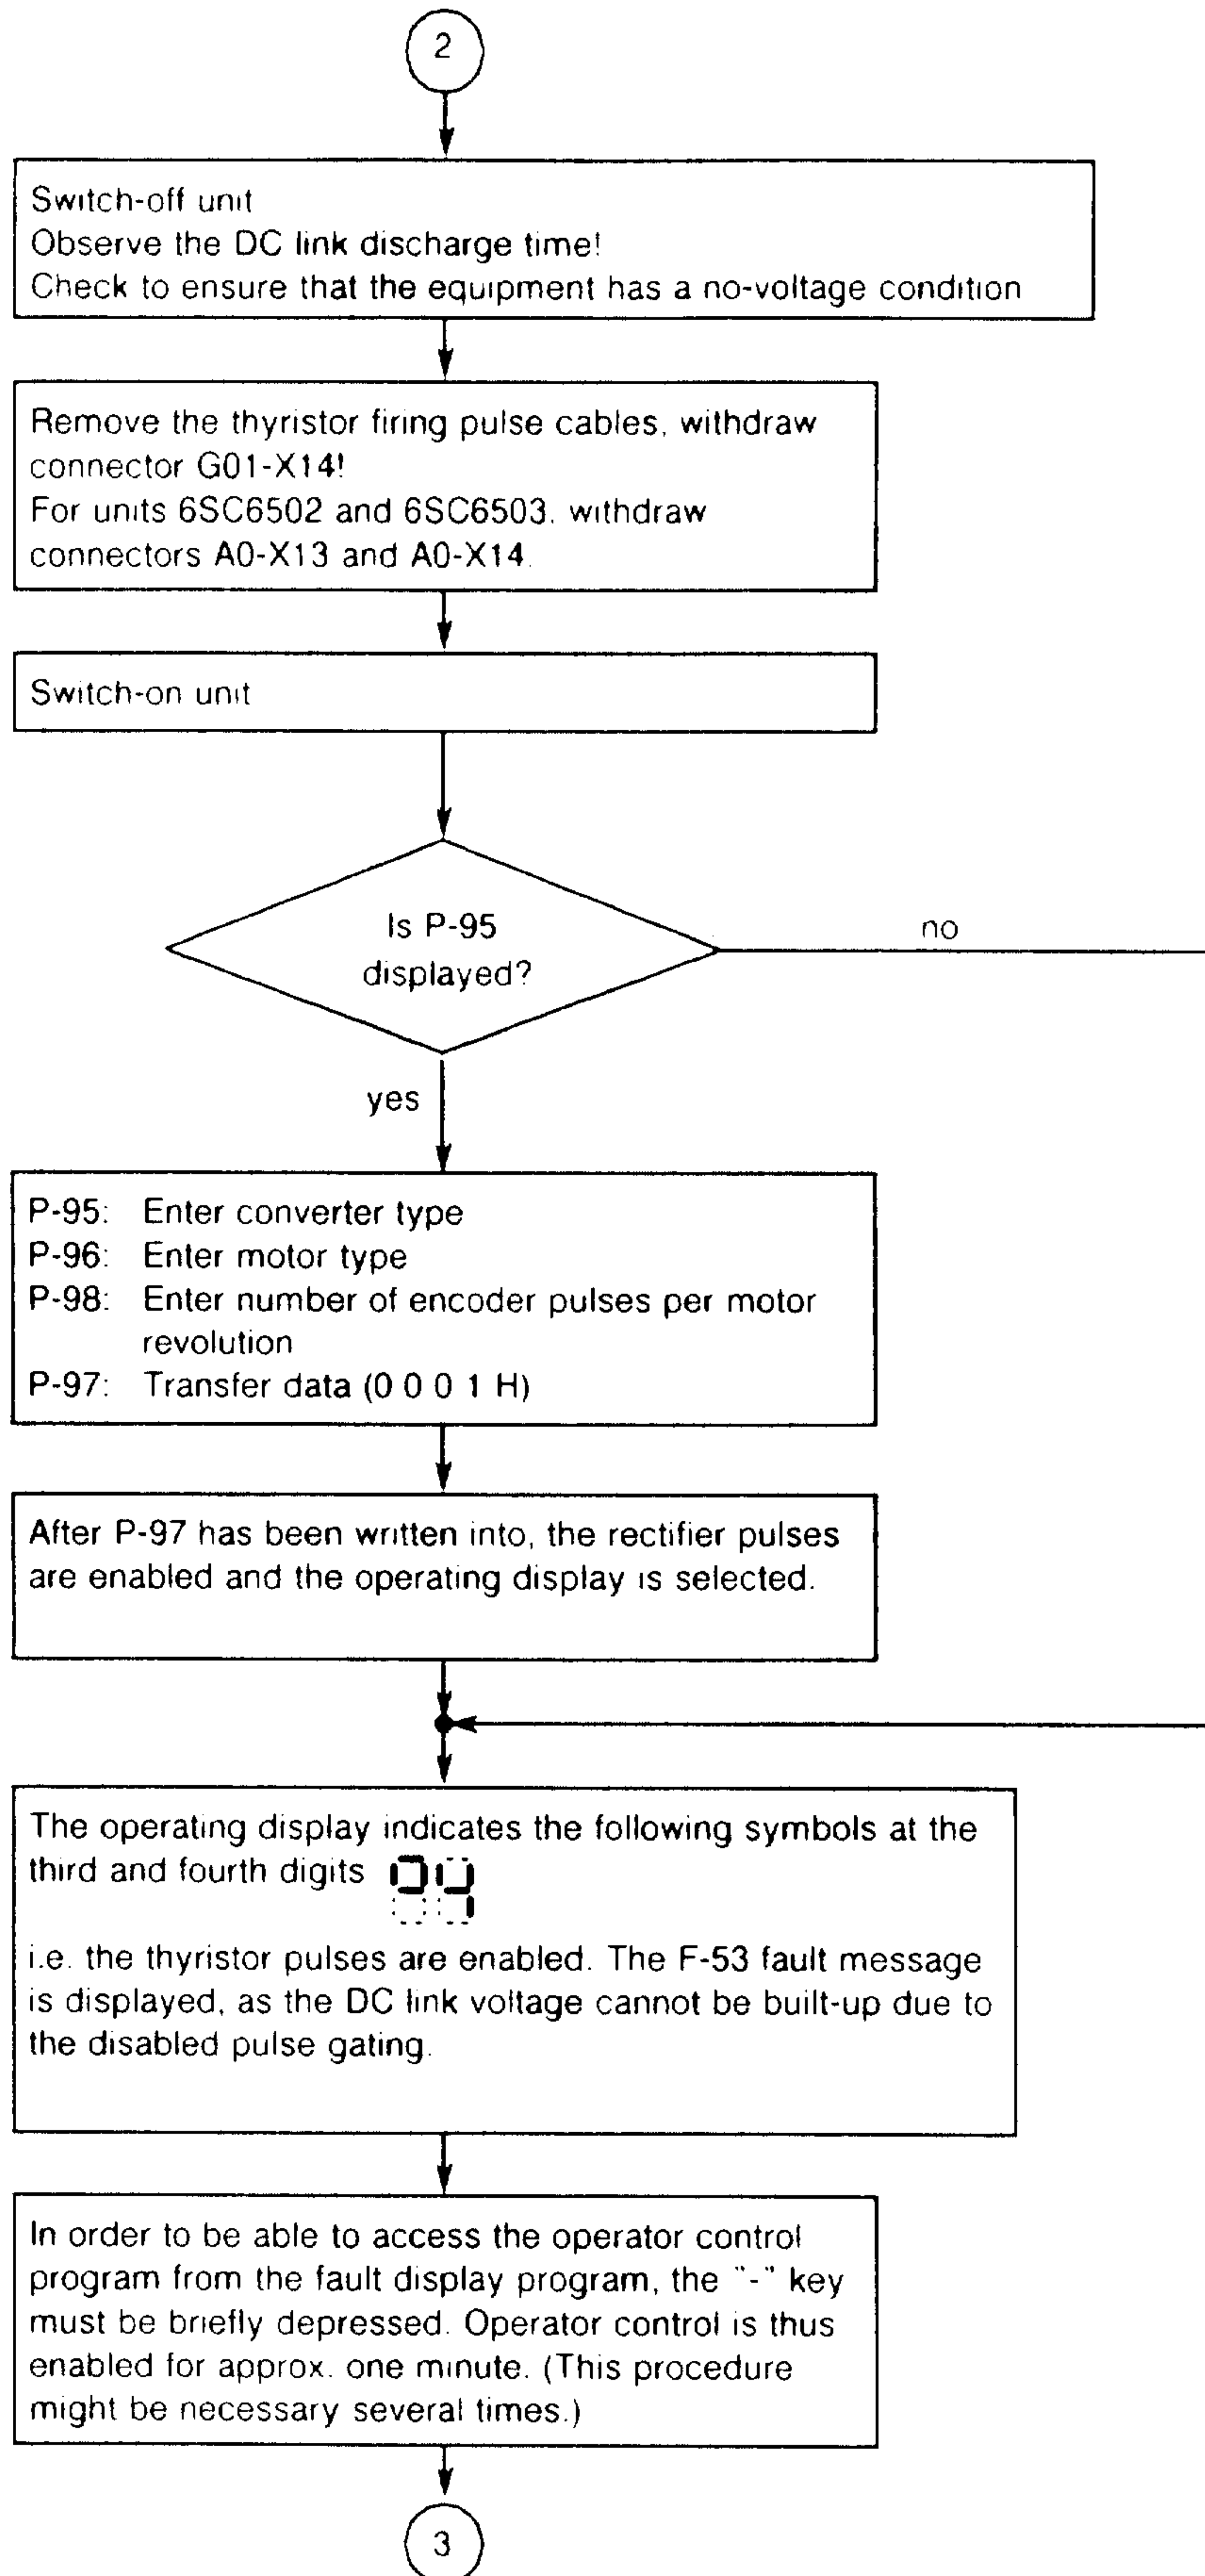 2
Switch-off unit
Observe the DC link discharge time!
Check to ensure that the equipment has a no-voltage condition
Remove the thyristor firing pulse cables, withdraw
connector G01-X14!
For units 6SC6502 and 6SC6503, withdraw
connectors A0-X13 and A0-X14.
Switch-on unit
Is P-95
displayed?
no
yes
P-95: Enter converter type
P-96: Enter motor type
P-98: Enter number of encoder pulses per motor
revolution
P-97: Transfer data (0 0 0 1 H)
After P-97 has been written into, the rectifier pulses
are enabled and the operating display is selected.
The operating display indicates the following symbols at the
third and fourth digits
i.e. the thyristor pulses are enabled. The F-53 fault message
is displayed, as the DC link voltage cannot be built-up due to
the disabled pulse gating.
In order to be able to access the operator control
program from the fault display program, the "-" key
must be briefly depressed. Operator control is thus
enabled for approx. one minute. (This procedure
might be necessary several times.)
3